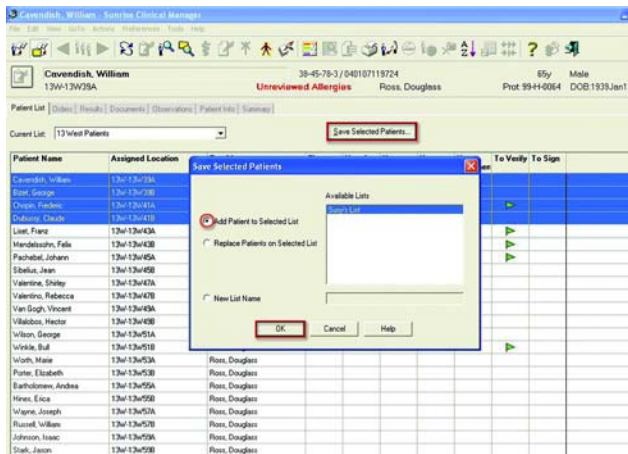 Cavendish, William - Sunrise Clinical Manager
File Edit View GoTo Actions Preferences Tools Help
Cavendish, William 38-45-78-3 / 040107119724 65y Male
13W-13W39A Unreviewed Allergies Ross, Douglass Prot 99-H-0064 DOB:1939Jan1
Patient List Orders Results Documents Observations Patient Info Summary
Current List: 13 West Patients Save Selected Patients...
Patient Name Assigned Location To Verify To Sign
Save Selected Patients
Available Lists
Add Patient to Selected List
Replace Patients on Selected List
New List Name
OK Cancel Help
Cavendish, William 13W-13W39A
Bizet, George 13W-13W39B
Chopin, Frederic 13W-13W41A
Dubussy, Claude 13W-13W41B
Liszt, Franz 13W-13W43A
Mendelssohn, Felix 13W-13W43B
Pachebel, Johann 13W-13W45A
Sibelius, Jean 13W-13W45B
Valentine, Shirley 13W-13W47A
Valentino, Rebecca 13W-13W47B
Van Gogh, Vincent 13W-13W49A
Villalobos, Hector 13W-13W49B
Wilson, George 13W-13W51A
Winkle, Bull 13W-13W51B
Worth, Marie 13W-13W53A Ross, Douglass
Porter, Elizabeth 13W-13W53B Ross, Douglass
Bartholomew, Andrea 13W-13W55A Ross, Douglass
Hines, Erica 13W-13W55B Ross, Douglass
Wayne, Joseph 13W-13W57A Ross, Douglass
Russell, William 13W-13W57B Ross, Douglass
Johnson, Isaac 13W-13W59A Ross, Douglass
Stark, Jason 13W-13W59B Ross, Douglass